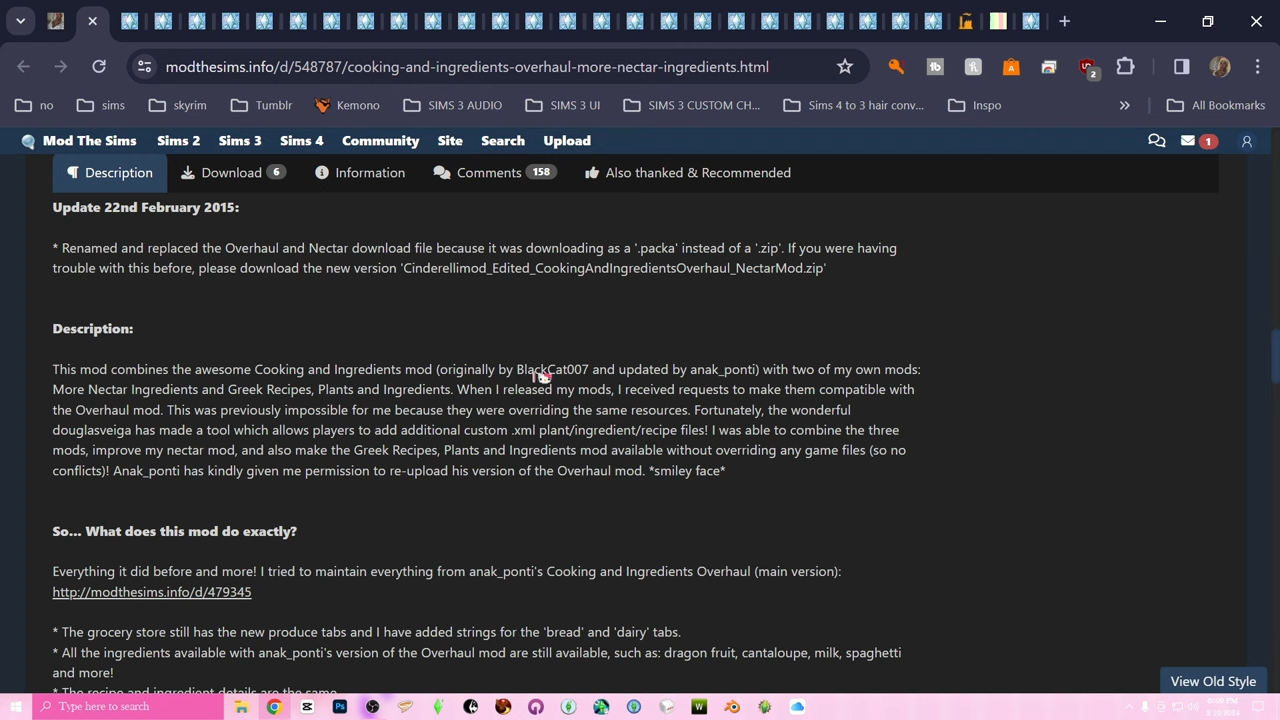 modthesims.info/d/548787/cooking-and-ingredients-overhaul-more-nectar-ingredients.html
2
no
sims
skyrim
Tumblr
Kemono
SIMS 3 AUDIO
SIMS 3 UI
SIMS 3 CUSTOM CH...
Sims 4 to 3 hair conv...
Inspo
»
All Bookmarks
Mod The Sims
Sims 2
Sims 3
Sims 4
Community
Site
Search
Upload
1
Description
Download 6
Information
Comments 158
Also thanked & Recommended
Update 22nd February 2015:
* Renamed and replaced the Overhaul and Nectar download file because it was downloading as a '.packa' instead of a '.zip'. If you were having
trouble with this before, please download the new version 'Cinderellimod_Edited_CookingAndIngredientsOverhaul_NectarMod.zip'
Description:
This mod combines the awesome Cooking and Ingredients mod (originally by BlackCat007 and updated by anak_ponti) with two of my own mods:
More Nectar Ingredients and Greek Recipes, Plants and Ingredients. When I released my mods, I received requests to make them compatible with
the Overhaul mod. This was previously impossible for me because they were overriding the same resources. Fortunately, the wonderful
douglasveiga has made a tool which allows players to add additional custom .xml plant/ingredient/recipe files! I was able to combine the three
mods, improve my nectar mod, and also make the Greek Recipes, Plants and Ingredients mod available without overriding any game files (so no
conflicts)! Anak_ponti has kindly given me permission to re-upload his version of the Overhaul mod. *smiley face*
So... What does this mod do exactly?
Everything it did before and more! I tried to maintain everything from anak_ponti's Cooking and Ingredients Overhaul (main version):
http://modthesims.info/d/479345
* The grocery store still has the new produce tabs and I have added strings for the 'bread' and 'dairy' tabs.
* All the ingredients available with anak_ponti's version of the Overhaul mod are still available, such as: dragon fruit, cantaloupe, milk, spaghetti
and more!
* The recipe and ingredient details are the same
View Old Style
Type here to search